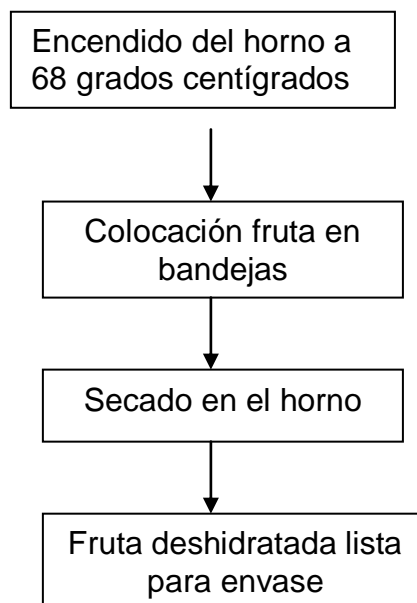 Encendido del horno a
68 grados centígrados
Colocación fruta en
bandejas
Secado en el horno
Fruta deshidratada lista
para envase